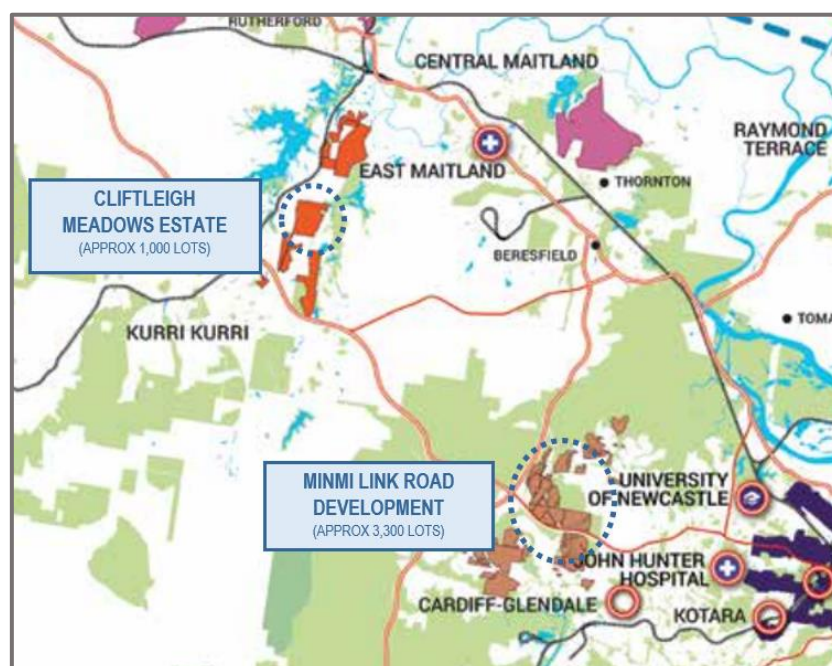 RUTHERFORD
CENTRAL MAITLAND
RAYMOND
TERRACE
EAST MAITLAND
THORNTON
CLIFTLEIGH
MEADOWS ESTATE
(APPROX 1,000 LOTS)
BERESFIELD
TOMA
KURRI KURRI
MINMI LINK ROAD
DEVELOPMENT
(APPROX 3,300 LOTS)
UNIVERSITY
OF NEWCASTLE
JOHN HUNTER
HOSPITAL
CARDIFF-GLENDALE
KOTARA